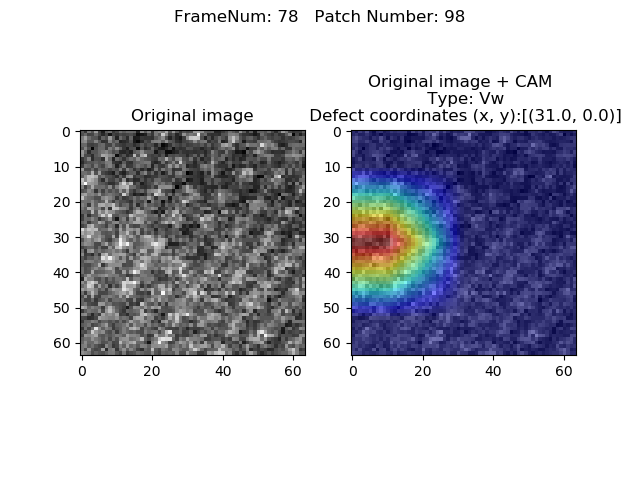 FrameNum: 78   Patch Number: 98
Original image
Original image + CAM
Type: Vw
Defect coordinates (x, y):[(31.0, 0.0)]
0
10
20
30
40
50
60
0 20 40 60
0
10
20
30
40
50
60
0 20 40 60